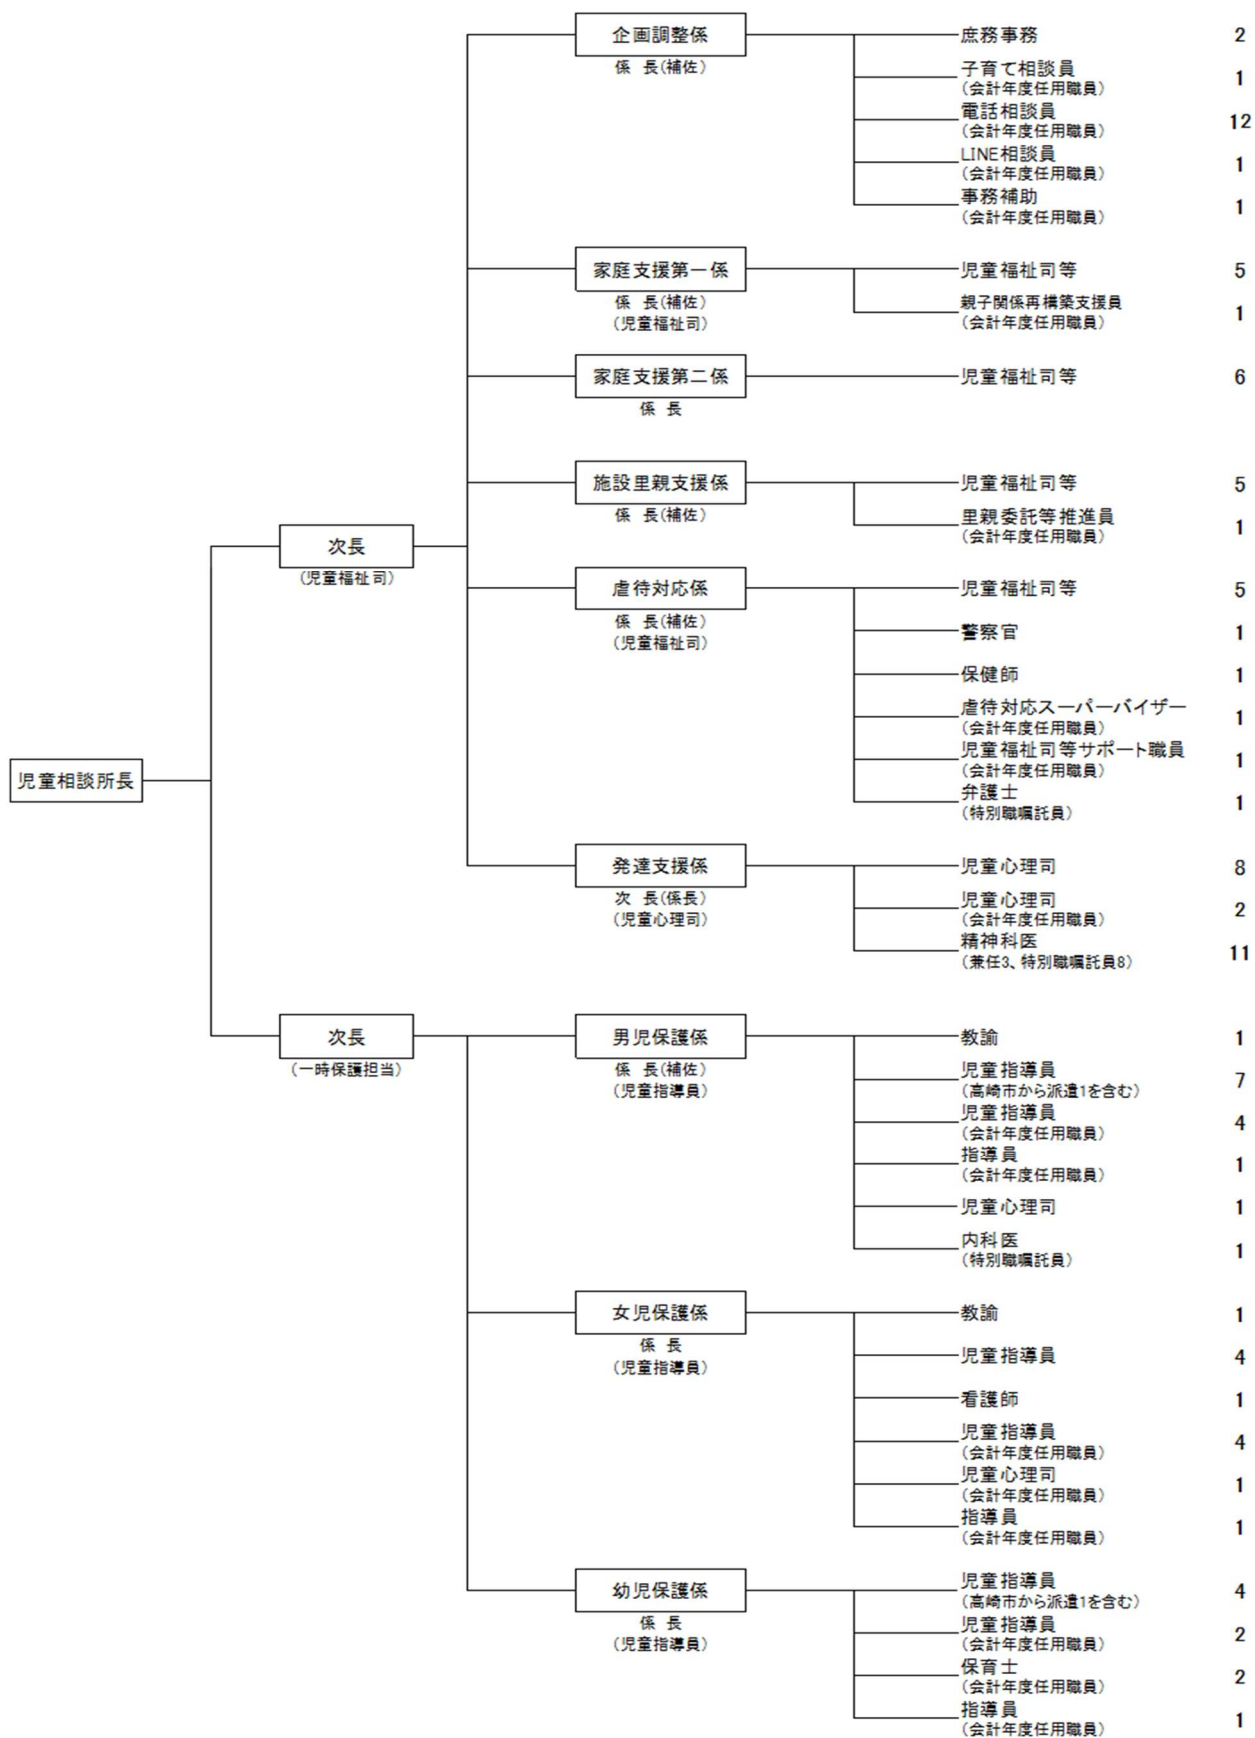 児童相談所長
次長
(児童福祉司)
企画調整係
係 長(補佐)
庶務事務 2
子育て相談員 1
(会計年度任用職員)
電話相談員 12
(会計年度任用職員)
LINE相談員 1
(会計年度任用職員)
事務補助 1
(会計年度任用職員)
家庭支援第一係
係 長(補佐)
(児童福祉司)
児童福祉司等 5
親子関係再構築支援員 1
(会計年度任用職員)
家庭支援第二係
係 長
児童福祉司等 6
施設里親支援係
係 長(補佐)
児童福祉司等 5
里親委託等推進員 1
(会計年度任用職員)
虐待対応係
係 長(補佐)
(児童福祉司)
児童福祉司等 5
警察官 1
保健師 1
虐待対応スーパーバイザー 1
(会計年度任用職員)
児童福祉司等サポート職員 1
(会計年度任用職員)
弁護士 1
(特別職嘱託員)
発達支援係
次 長(係長)
(児童心理司)
児童心理司 8
児童心理司 2
(会計年度任用職員)
精神科医 11
(兼任3、特別職嘱託員8)
次長
(一時保護担当)
男児保護係
係 長(補佐)
(児童指導員)
教諭 1
児童指導員 7
(高崎市から派遣1を含む)
児童指導員 4
(会計年度任用職員)
指導員 1
(会計年度任用職員)
児童心理司 1
内科医 1
(特別職嘱託員)
女児保護係
係 長
(児童指導員)
教諭 1
児童指導員 4
看護師 1
児童指導員 4
(会計年度任用職員)
児童心理司 1
(会計年度任用職員)
指導員 1
(会計年度任用職員)
幼児保護係
係 長
(児童指導員)
児童指導員 4
(高崎市から派遣1を含む)
児童指導員 2
(会計年度任用職員)
保育士 2
(会計年度任用職員)
指導員 1
(会計年度任用職員)